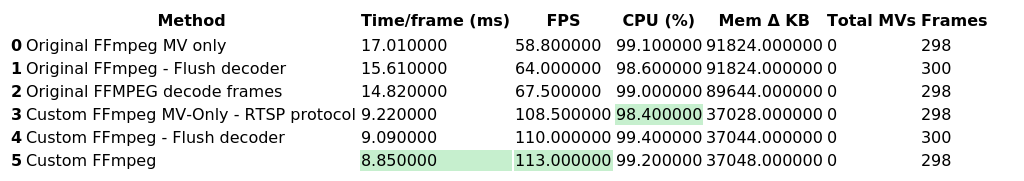 Method Time/frame (ms) FPS CPU (%) Mem Δ KB Total MVs Frames
0 Original FFmpeg MV only 17.010000 58.800000 99.100000 91824.000000 0 298
1 Original FFmpeg - Flush decoder 15.610000 64.000000 98.600000 91824.000000 0 300
2 Original FFMPEG decode frames 14.820000 67.500000 99.000000 89644.000000 0 298
3 Custom FFmpeg MV-Only - RTSP protocol 9.220000 108.500000 98.400000 37028.000000 0 298
4 Custom FFmpeg - Flush decoder 9.090000 110.000000 99.400000 37044.000000 0 300
5 Custom FFmpeg 8.850000 113.000000 99.200000 37048.000000 0 298